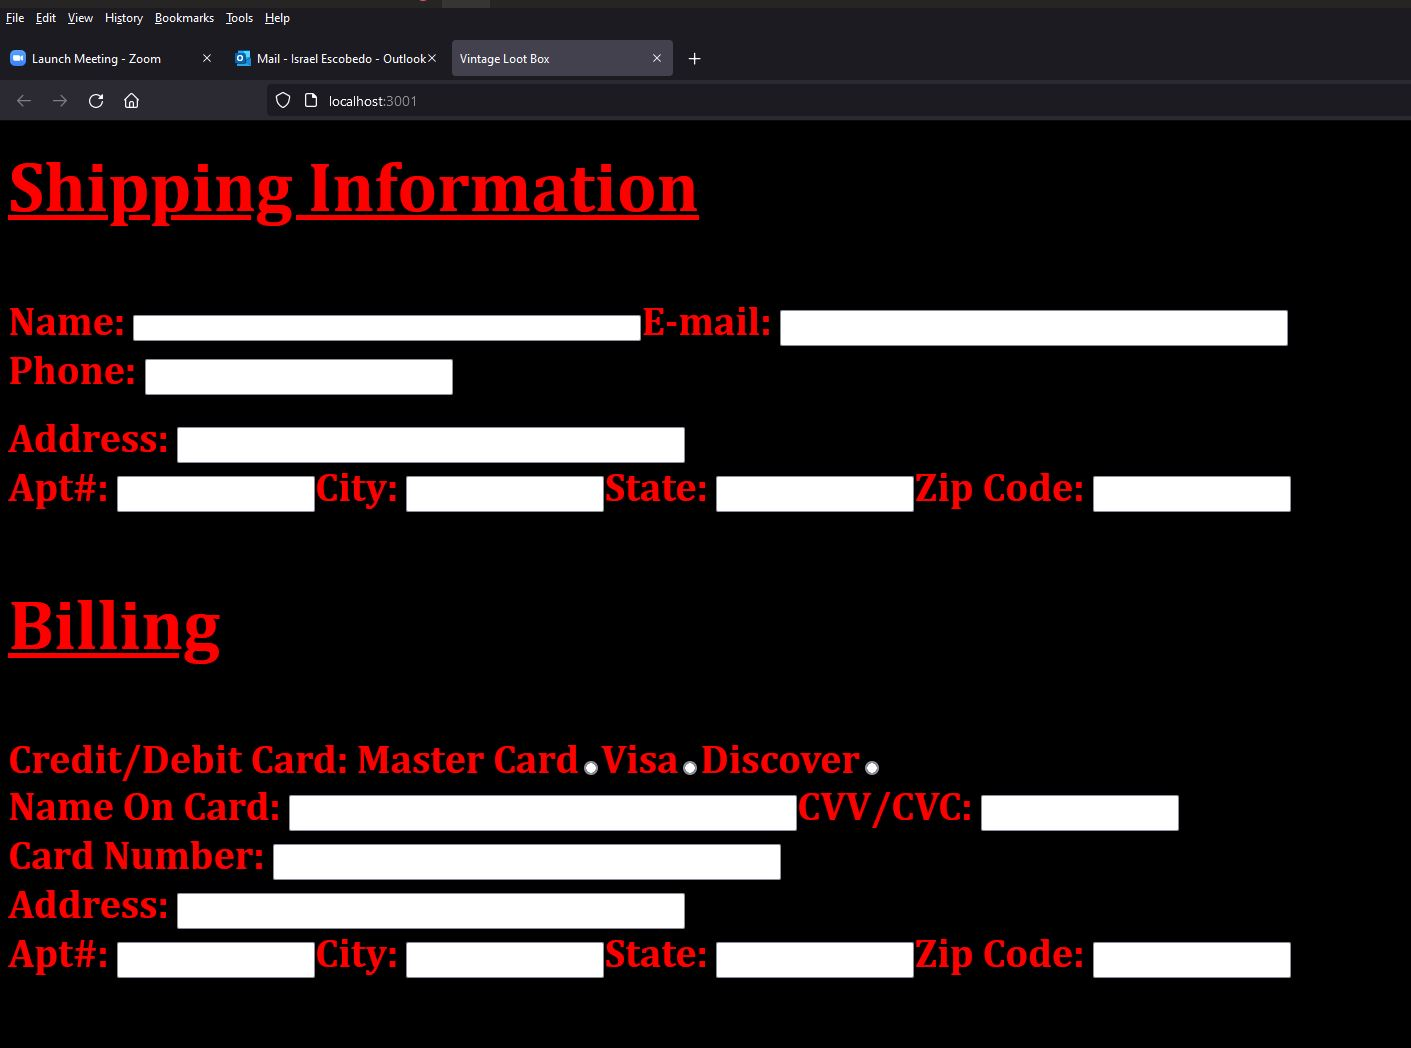 File Edit View History Bookmarks Tools Help
Launch Meeting - Zoom Mail - Israel Escobedo - Outlook Vintage Loot Box
localhost:3001
Shipping Information
Name: E-mail:
Phone:
Address:
Apt#: City: State: Zip Code:
Billing
Credit/Debit Card: Master Card Visa Discover
Name On Card: CVV/CVC:
Card Number:
Address:
Apt#: City: State: Zip Code: